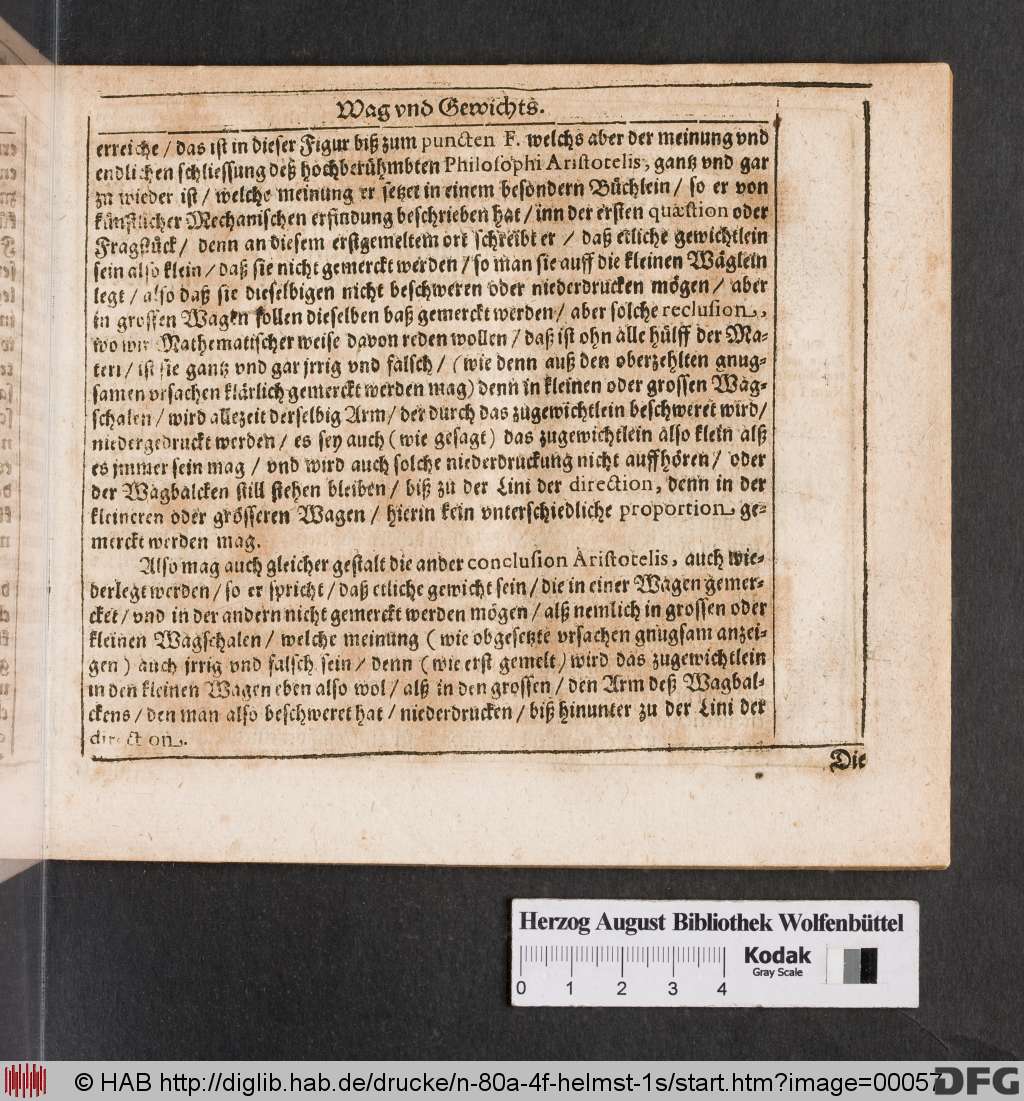 Wag vnd Gewichts.
erreiche / das ist in dieser Figur biß zum puncten F. welchs aber der meinung vnd
endlichen schliessung deß hochberühmbten Philosophi Aristotelis, gantz vnd gar
zu wieder ist / welche meinung er setzet in einem besondern Büchlein / so er von
künstlicher Mechanischen erfindung beschrieben hat / inn der ersten quæstion oder
Fragstück / denn an diesem erstgemeltem ort schreibt er / daß etliche gewichtlein
sein also klein / daß sie nicht gemerckt werden / so man sie auff die kleinen Wäglein
legt / also daß sie dieselbigen nicht beschweren oder niederdrucken mögen / aber
in grossen Wagen sollen dieselben baß gemerckt werden / aber solche reclusion,
wo wir Mathematischer weise davon reden wollen / daß ist ohn alle hülff der Ma-
teri / ist sie gantz vnd gar jrrig vnd falsch / (wie denn auß den oberzehlten gnug-
samen vrsachen klärlich gemerckt werden mag) denn in kleinen oder grossen Wag-
schalen / wird allezeit derselbig Arm / der durch das zugewichtlein beschweret wird /
niedergedruckt werden / es sey auch (wie gesagt) das zugewichtlein also klein alß
es jmmer sein mag / vnd wird auch solche niederdruckung nicht auffhören / oder
der Wagbalcken still stehen bleiben / biß zu der Lini der direction, denn in der
kleineren oder grösseren Wagen / hierin kein vnterschiedliche proportion ge-
merckt werden mag.
Also mag auch gleicher gestalt die ander conclusion Aristotelis, auch wie-
derlegt werden / so er spricht / daß etliche gewicht sein / die in einer Wagen gemer-
cket / vnd in der andern nicht gemerckt werden mögen / alß nemlich in grossen oder
kleinen Wagschalen / welche meinung (wie obgesetzte vrsachen gnugsam anzei-
gen) auch jrrig vnd falsch sein / denn (wie erst gemelt) wird das zugewichtlein
in den kleinen Wagen eben also wol / alß in den grossen / den Arm deß Wagbal-
ckens / den man also beschweret hat / niederdrucken / biß hinunter zu der Lini der
direction.
Die
Herzog August Bibliothek Wolfenbüttel
Kodak
Gray Scale
0 1 2 3 4
© HAB http://diglib.hab.de/drucke/n-80a-4f-helmst-1s/start.htm?image=00057
DFG